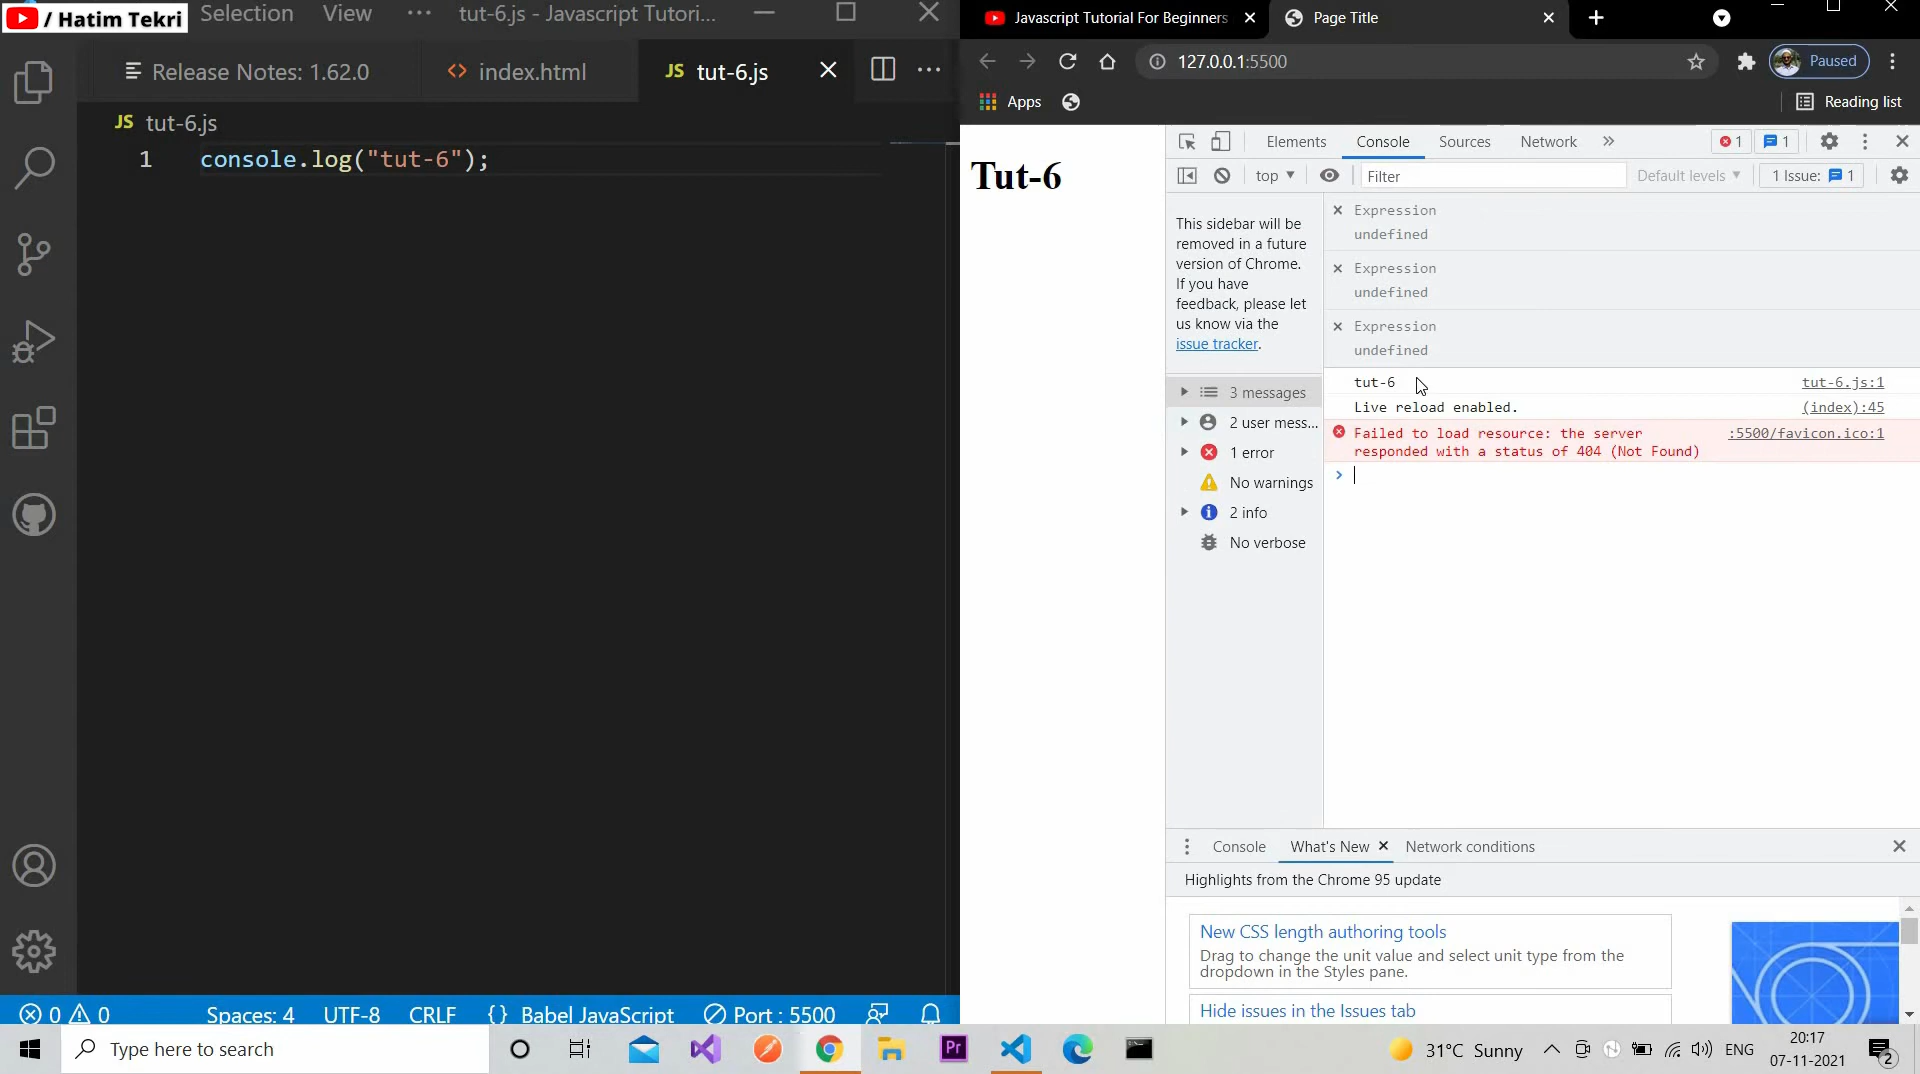 / Hatim Tekri
Selection View ··· tut-6.js - Javascript Tutori...
Release Notes: 1.62.0 index.html JS tut-6.js
JS tut-6.js
1 console.log("tut-6");
0 0 Spaces: 4 UTF-8 CRLF {} Babel JavaScript Port : 5500
Javascript Tutorial For Beginners Page Title
127.0.0.1:5500 Paused
Apps Reading list
Tut-6
Elements Console Sources Network 1 1
top Filter Default levels 1 Issue: 1
This sidebar will be
removed in a future
version of Chrome.
If you have
feedback, please let
us know via the
issue tracker.
3 messages
2 user mess...
1 error
No warnings
2 info
No verbose
Expression
undefined
Expression
undefined
Expression
undefined
tut-6 tut-6.js:1
Live reload enabled. (index):45
Failed to load resource: the server :5500/favicon.ico:1
responded with a status of 404 (Not Found)
Console What's New Network conditions
Highlights from the Chrome 95 update
New CSS length authoring tools
Drag to change the unit value and select unit type from the
dropdown in the Styles pane.
Hide issues in the Issues tab
Type here to search
Pr
31°C Sunny ENG
20:17
07-11-2021
2